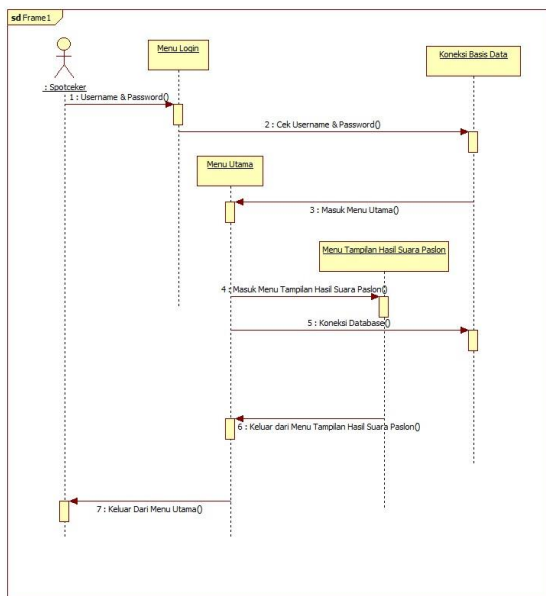 sd Frame1
Menu Login
Koneksi Basis Data
: Spotceker
1 : Username & Password()
2 : Cek Username & Password()
Menu Utama
3 : Masuk Menu Utama()
Menu Tampilan Hasil Suara Paslon
4 : Masuk Menu Tampilan Hasil Suara Paslon()
5 : Koneksi Database()
6 : Keluar dari Menu Tampilan Hasil Suara Paslon()
7 : Keluar Dari Menu Utama()